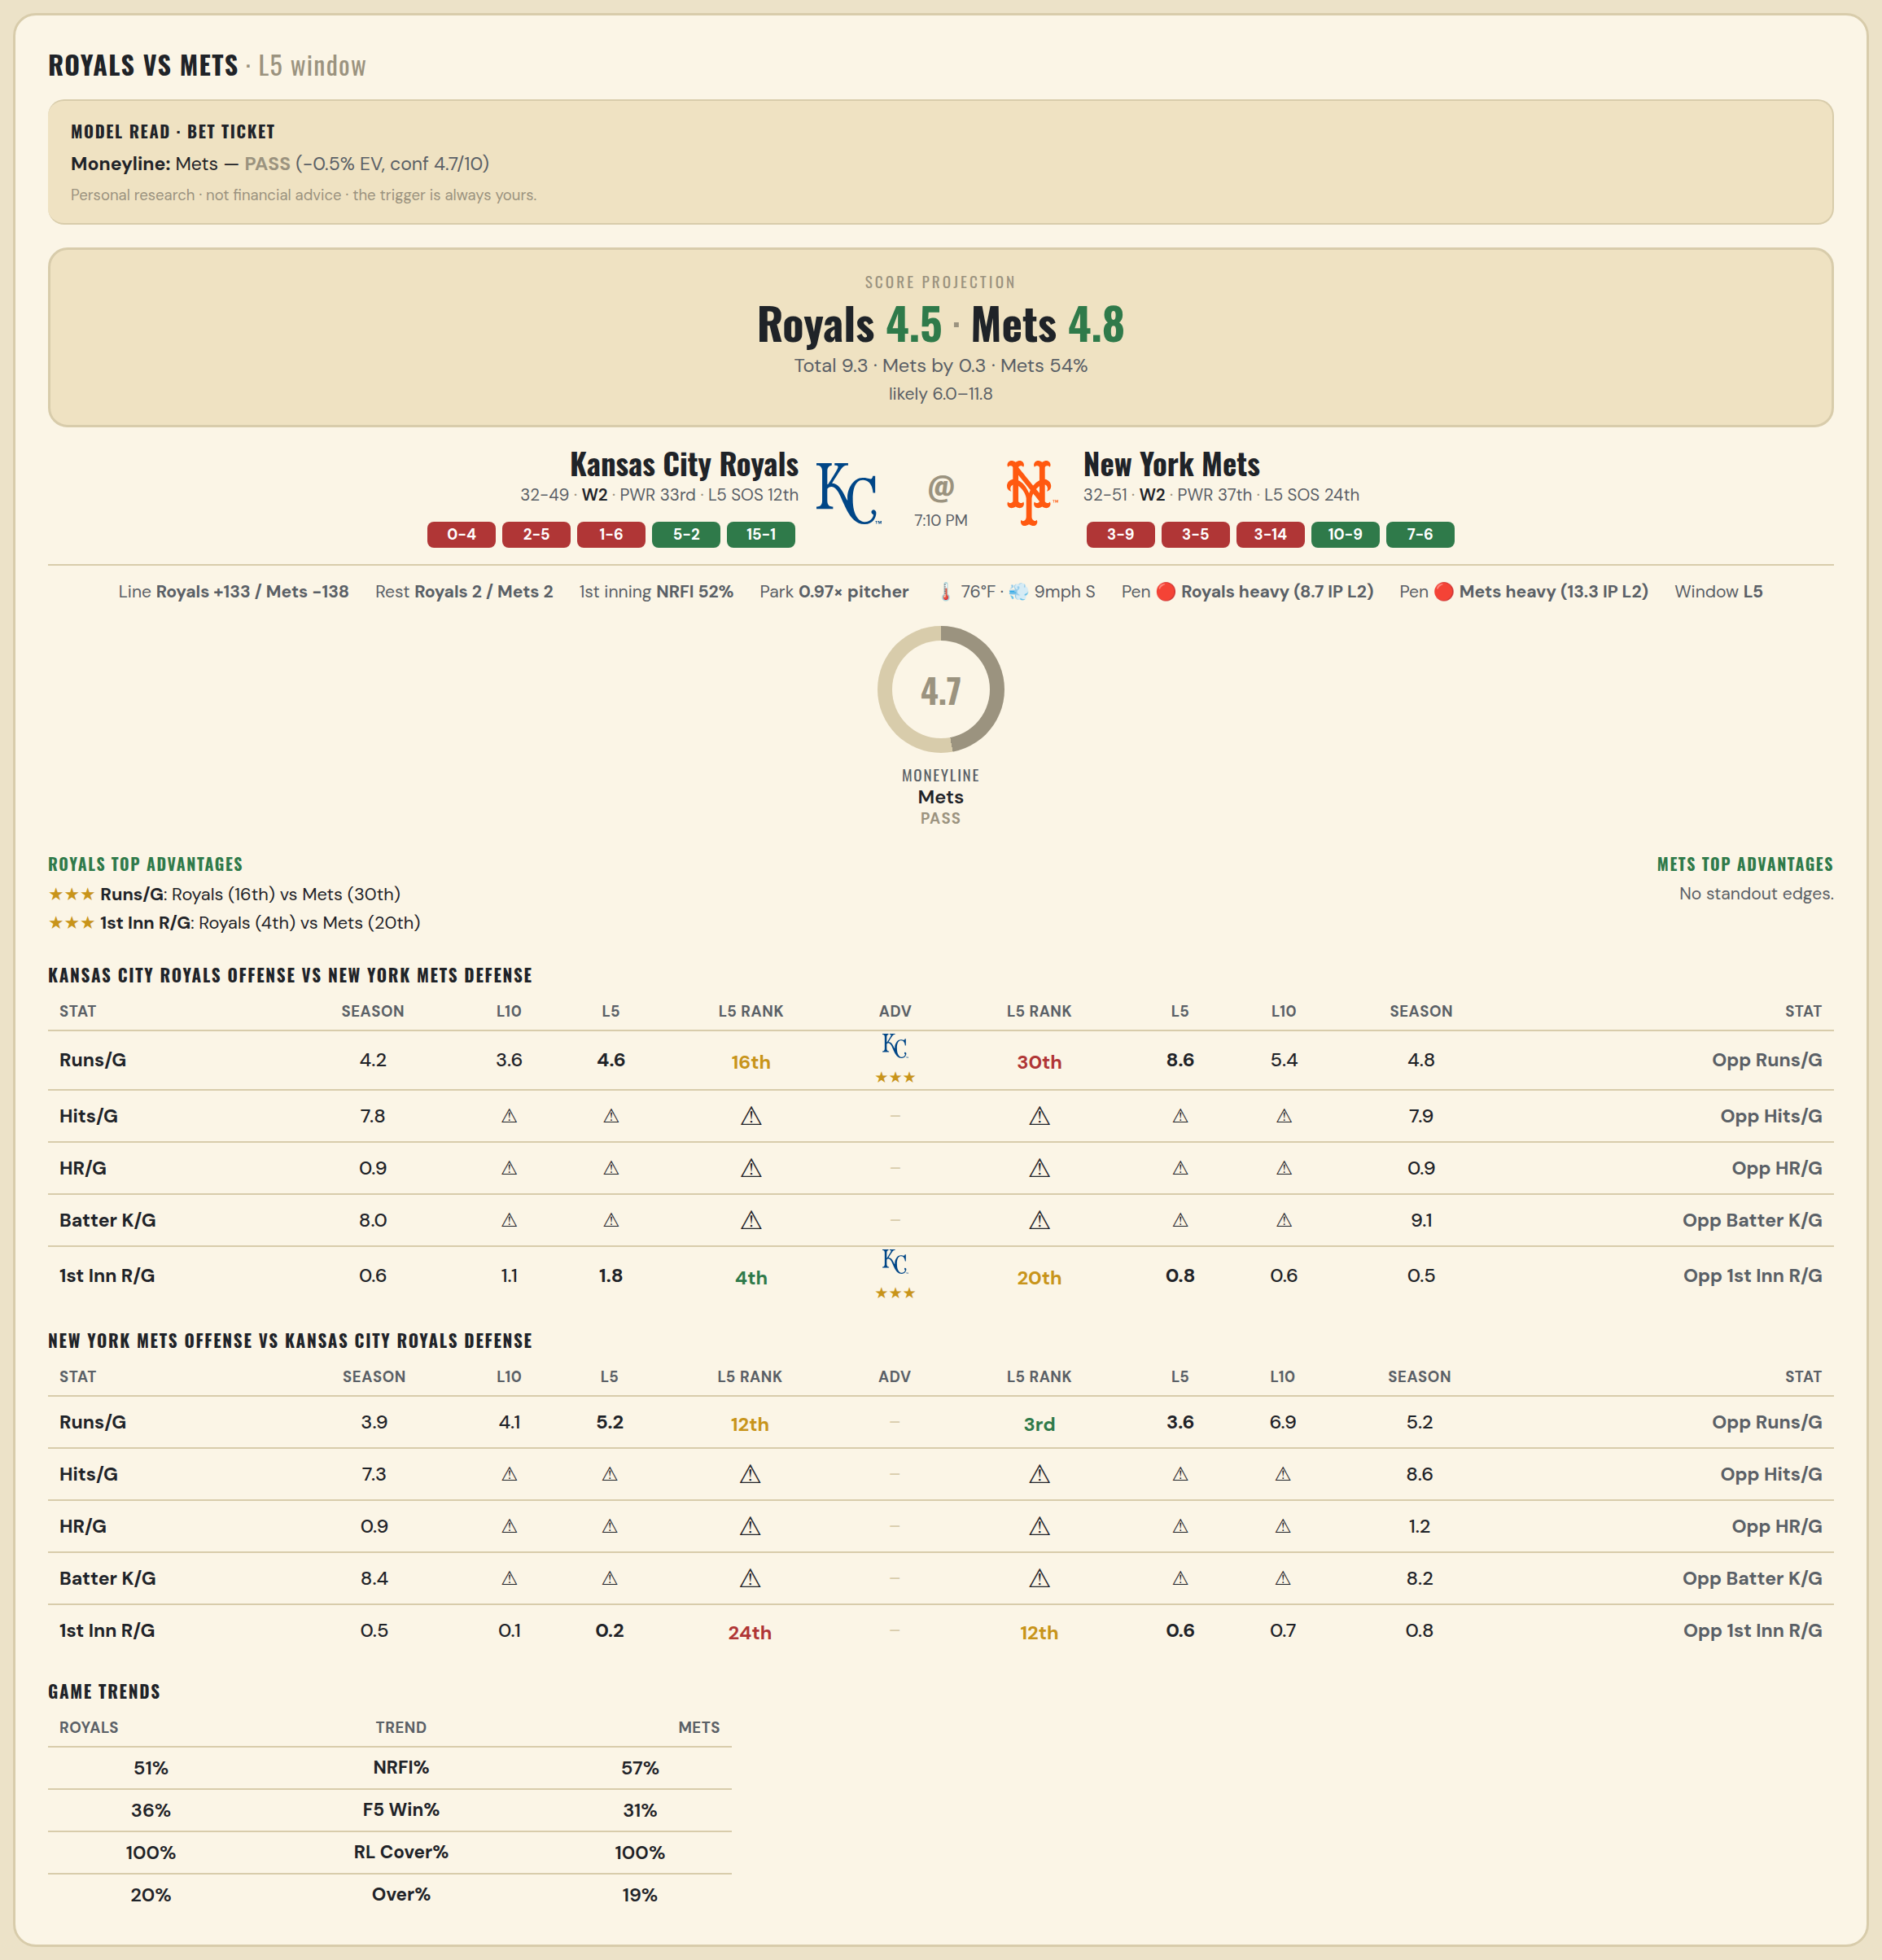 ROYALS VS METS · L5 window
MODEL READ · BET TICKET
Moneyline: Mets — PASS (−0.5% EV, conf 4.7/10)
Personal research · not financial advice · the trigger is always yours.
SCORE PROJECTION
Royals 4.5 · Mets 4.8
Total 9.3 · Mets by 0.3 · Mets 54%
likely 6.0–11.8
Kansas City Royals
32-49 · W2 · PWR 33rd · L5 SOS 12th
0-4 2-5 1-6 5-2 15-1
KC™
@
7:10 PM
NY™
New York Mets
32-51 · W2 · PWR 37th · L5 SOS 24th
3-9 3-5 3-14 10-9 7-6
Line Royals +133 / Mets -138 Rest Royals 2 / Mets 2 1st inning NRFI 52% Park 0.97× pitcher 🌡️ 76°F · 💨 9mph S Pen 🔴 Royals heavy (8.7 IP L2) Pen 🔴 Mets heavy (13.3 IP L2) Window L5
4.7
MONEYLINE
Mets
PASS
ROYALS TOP ADVANTAGES
★★★ Runs/G: Royals (16th) vs Mets (30th)
★★★ 1st Inn R/G: Royals (4th) vs Mets (20th)
METS TOP ADVANTAGES
No standout edges.
KANSAS CITY ROYALS OFFENSE VS NEW YORK METS DEFENSE
STAT SEASON L10 L5 L5 RANK ADV L5 RANK L5 L10 SEASON STAT
Runs/G 4.2 3.6 4.6 16th KC ★★★ 30th 8.6 5.4 4.8 Opp Runs/G
Hits/G 7.8 ⚠ ⚠ ⚠ – ⚠ ⚠ ⚠ 7.9 Opp Hits/G
HR/G 0.9 ⚠ ⚠ ⚠ – ⚠ ⚠ ⚠ 0.9 Opp HR/G
Batter K/G 8.0 ⚠ ⚠ ⚠ – ⚠ ⚠ ⚠ 9.1 Opp Batter K/G
1st Inn R/G 0.6 1.1 1.8 4th KC ★★★ 20th 0.8 0.6 0.5 Opp 1st Inn R/G
NEW YORK METS OFFENSE VS KANSAS CITY ROYALS DEFENSE
STAT SEASON L10 L5 L5 RANK ADV L5 RANK L5 L10 SEASON STAT
Runs/G 3.9 4.1 5.2 12th – 3rd 3.6 6.9 5.2 Opp Runs/G
Hits/G 7.3 ⚠ ⚠ ⚠ – ⚠ ⚠ ⚠ 8.6 Opp Hits/G
HR/G 0.9 ⚠ ⚠ ⚠ – ⚠ ⚠ ⚠ 1.2 Opp HR/G
Batter K/G 8.4 ⚠ ⚠ ⚠ – ⚠ ⚠ ⚠ 8.2 Opp Batter K/G
1st Inn R/G 0.5 0.1 0.2 24th – 12th 0.6 0.7 0.8 Opp 1st Inn R/G
GAME TRENDS
ROYALS TREND METS
51% NRFI% 57%
36% F5 Win% 31%
100% RL Cover% 100%
20% Over% 19%